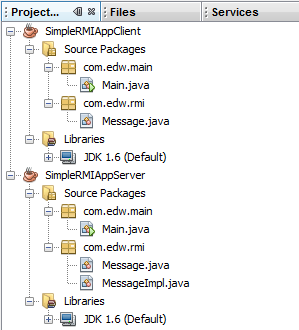 Project... Files Services
SimpleRMIAppClient
Source Packages
com.edw.main
Main.java
com.edw.rmi
Message.java
Libraries
JDK 1.6 (Default)
SimpleRMIAppServer
Source Packages
com.edw.main
Main.java
com.edw.rmi
Message.java
MessageImpl.java
Libraries
JDK 1.6 (Default)